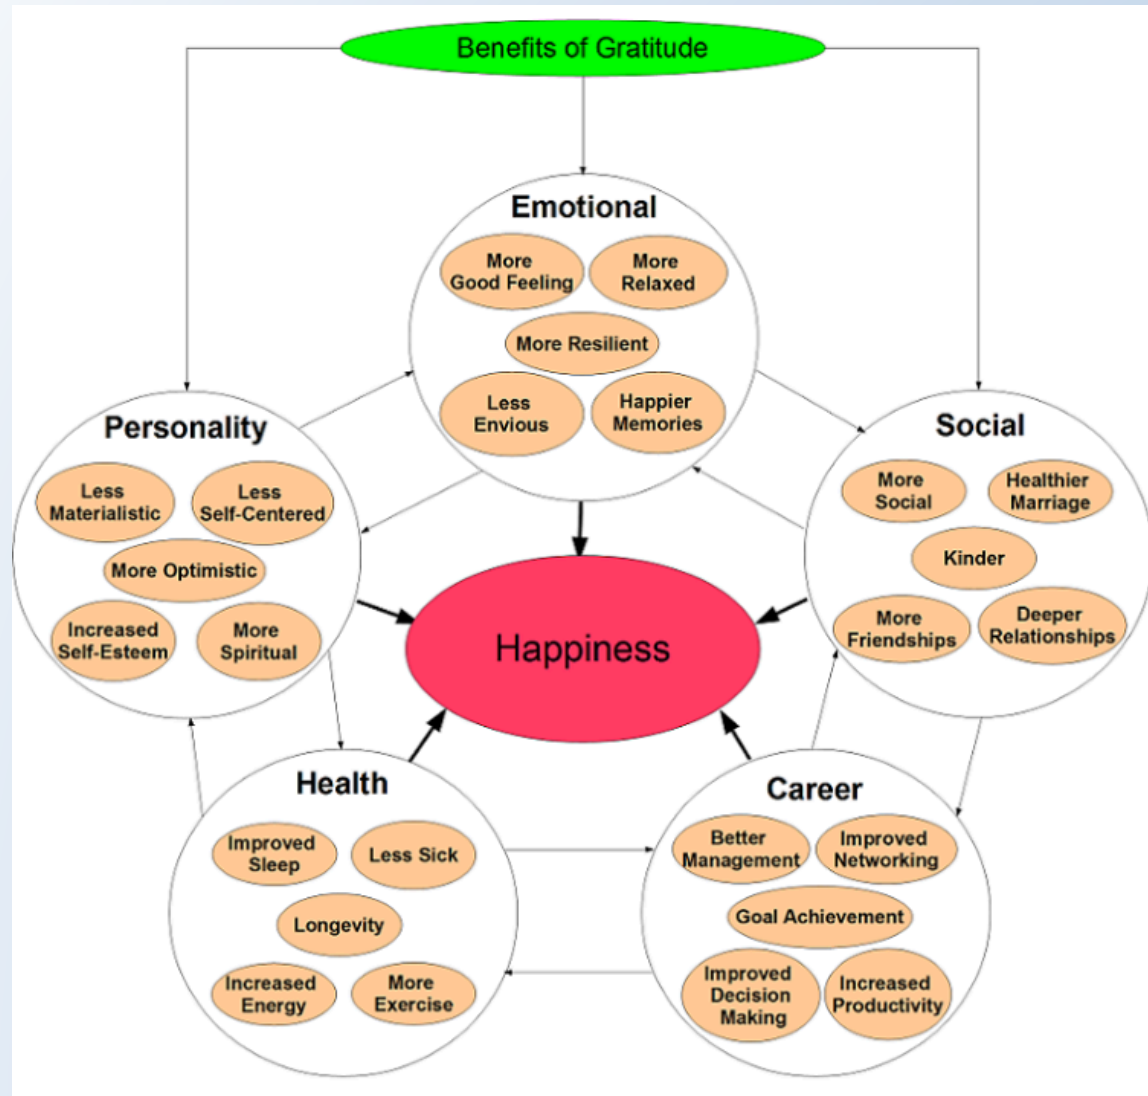 Benefits of Gratitude
Emotional
More
Good Feeling
More
Relaxed
More Resilient
Less
Envious
Happier
Memories
Personality
Less
Materialistic
Less
Self-Centered
More Optimistic
Increased
Self-Esteem
More
Spiritual
Social
More
Social
Healthier
Marriage
Kinder
More
Friendships
Deeper
Relationships
Happiness
Health
Improved
Sleep
Less Sick
Longevity
Increased
Energy
More
Exercise
Career
Better
Management
Improved
Networking
Goal Achievement
Improved
Decision
Making
Increased
Productivity